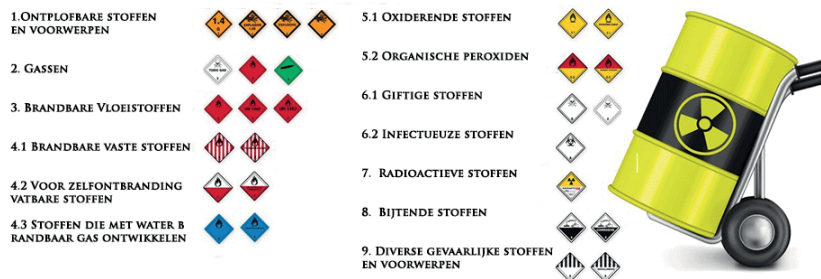 1.Ontplofbare stoffen
en voorwerpen
2. Gassen
3. Brandbare Vloeistoffen
4.1 Brandbare vaste stoffen
4.2 Voor zelfontbranding
vatbare stoffen
4.3 Stoffen die met water b
randbaar gas ontwikkelen
5.1 Oxiderende stoffen
5.2 Organische peroxiden
6.1 Giftige stoffen
6.2 Infectueuze stoffen
7. Radioactieve stoffen
8. Bijtende stoffen
9. Diverse gevaarlijke stoffen
en voorwerpen
1.4